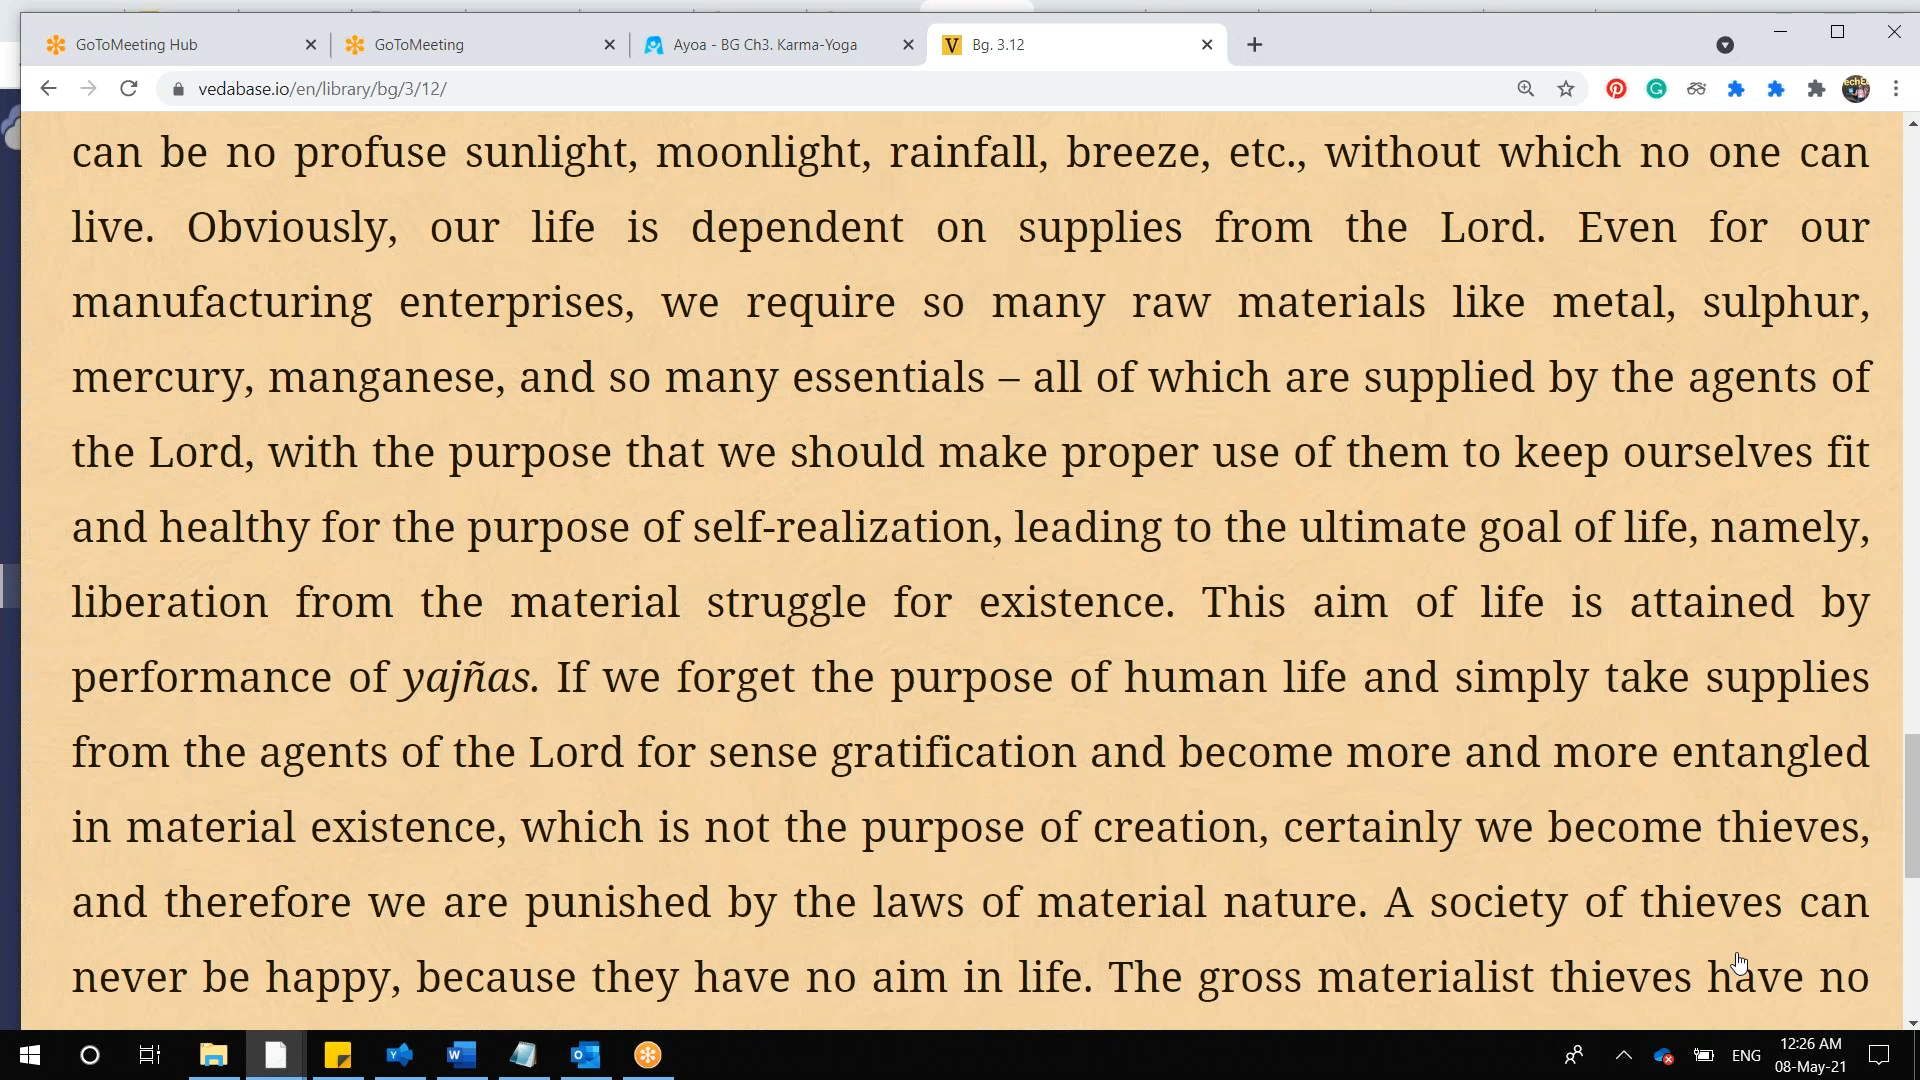 GoToMeeting Hub
GoToMeeting
Ayoa - BG Ch3. Karma-Yoga
Bg. 3.12
vedabase.io/en/library/bg/3/12/
can be no profuse sunlight, moonlight, rainfall, breeze, etc., without which no one can
live. Obviously, our life is dependent on supplies from the Lord. Even for our
manufacturing enterprises, we require so many raw materials like metal, sulphur,
mercury, manganese, and so many essentials – all of which are supplied by the agents of
the Lord, with the purpose that we should make proper use of them to keep ourselves fit
and healthy for the purpose of self-realization, leading to the ultimate goal of life, namely,
liberation from the material struggle for existence. This aim of life is attained by
performance of yajñas. If we forget the purpose of human life and simply take supplies
from the agents of the Lord for sense gratification and become more and more entangled
in material existence, which is not the purpose of creation, certainly we become thieves,
and therefore we are punished by the laws of material nature. A society of thieves can
never be happy, because they have no aim in life. The gross materialist thieves have no
ENG
12:26 AM
08-May-21